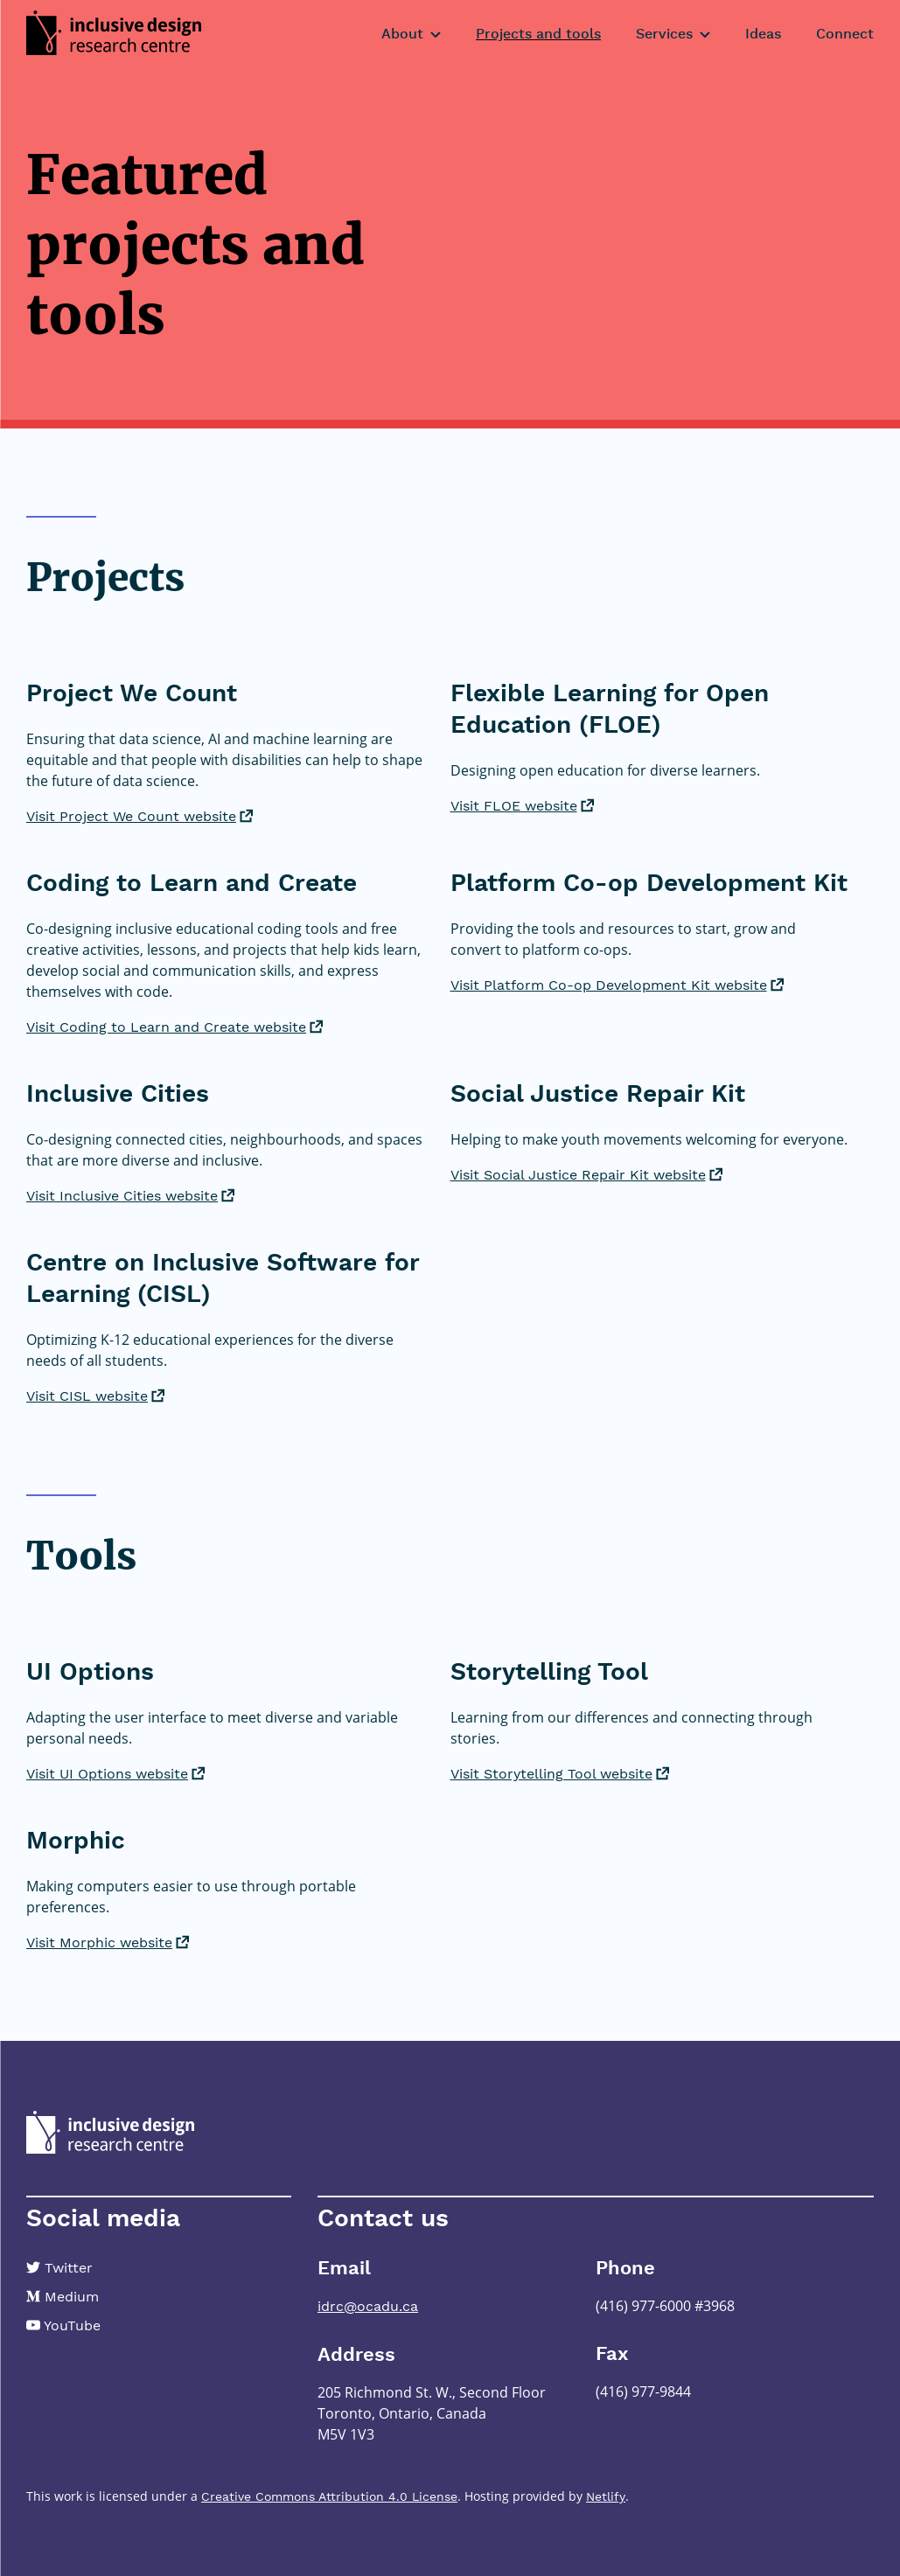 inclusive design
research centre
About
Projects and tools
Services
Ideas
Connect
Featured
projects and
tools
Projects
Project We Count
Ensuring that data science, AI and machine learning are
equitable and that people with disabilities can help to shape
the future of data science.
Visit Project We Count website
Flexible Learning for Open
Education (FLOE)
Designing open education for diverse learners.
Visit FLOE website
Coding to Learn and Create
Co-designing inclusive educational coding tools and free
creative activities, lessons, and projects that help kids learn,
develop social and communication skills, and express
themselves with code.
Visit Coding to Learn and Create website
Platform Co-op Development Kit
Providing the tools and resources to start, grow and
convert to platform co-ops.
Visit Platform Co-op Development Kit website
Inclusive Cities
Co-designing connected cities, neighbourhoods, and spaces
that are more diverse and inclusive.
Visit Inclusive Cities website
Social Justice Repair Kit
Helping to make youth movements welcoming for everyone.
Visit Social Justice Repair Kit website
Centre on Inclusive Software for
Learning (CISL)
Optimizing K-12 educational experiences for the diverse
needs of all students.
Visit CISL website
Tools
UI Options
Adapting the user interface to meet diverse and variable
personal needs.
Visit UI Options website
Storytelling Tool
Learning from our differences and connecting through
stories.
Visit Storytelling Tool website
Morphic
Making computers easier to use through portable
preferences.
Visit Morphic website
inclusive design
research centre
Social media
Twitter
Medium
YouTube
Contact us
Email
idrc@ocadu.ca
Address
205 Richmond St. W., Second Floor
Toronto, Ontario, Canada
M5V 1V3
Phone
(416) 977-6000 #3968
Fax
(416) 977-9844
This work is licensed under a Creative Commons Attribution 4.0 License. Hosting provided by Netlify.